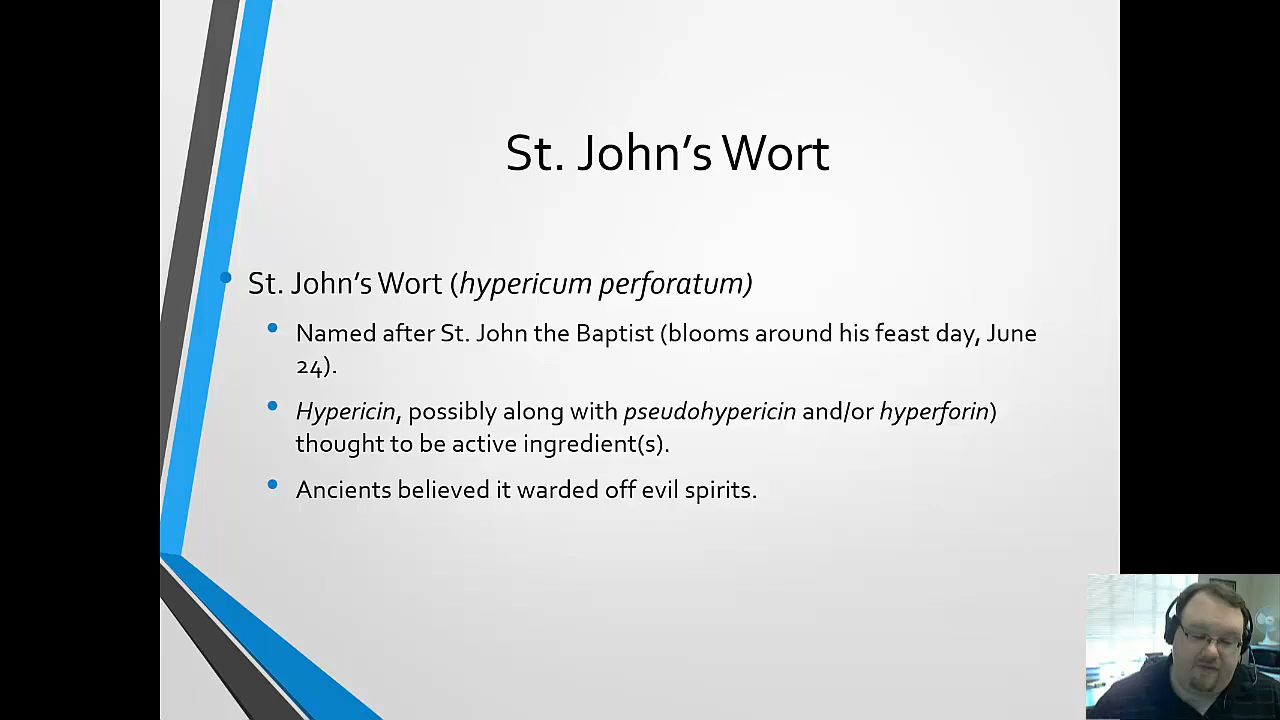 St. John’s Wort
• St. John’s Wort (hypericum perforatum)
• Named after St. John the Baptist (blooms around his feast day, June
24).
• Hypericin, possibly along with pseudohypericin and/or hyperforin)
thought to be active ingredient(s).
• Ancients believed it warded off evil spirits.